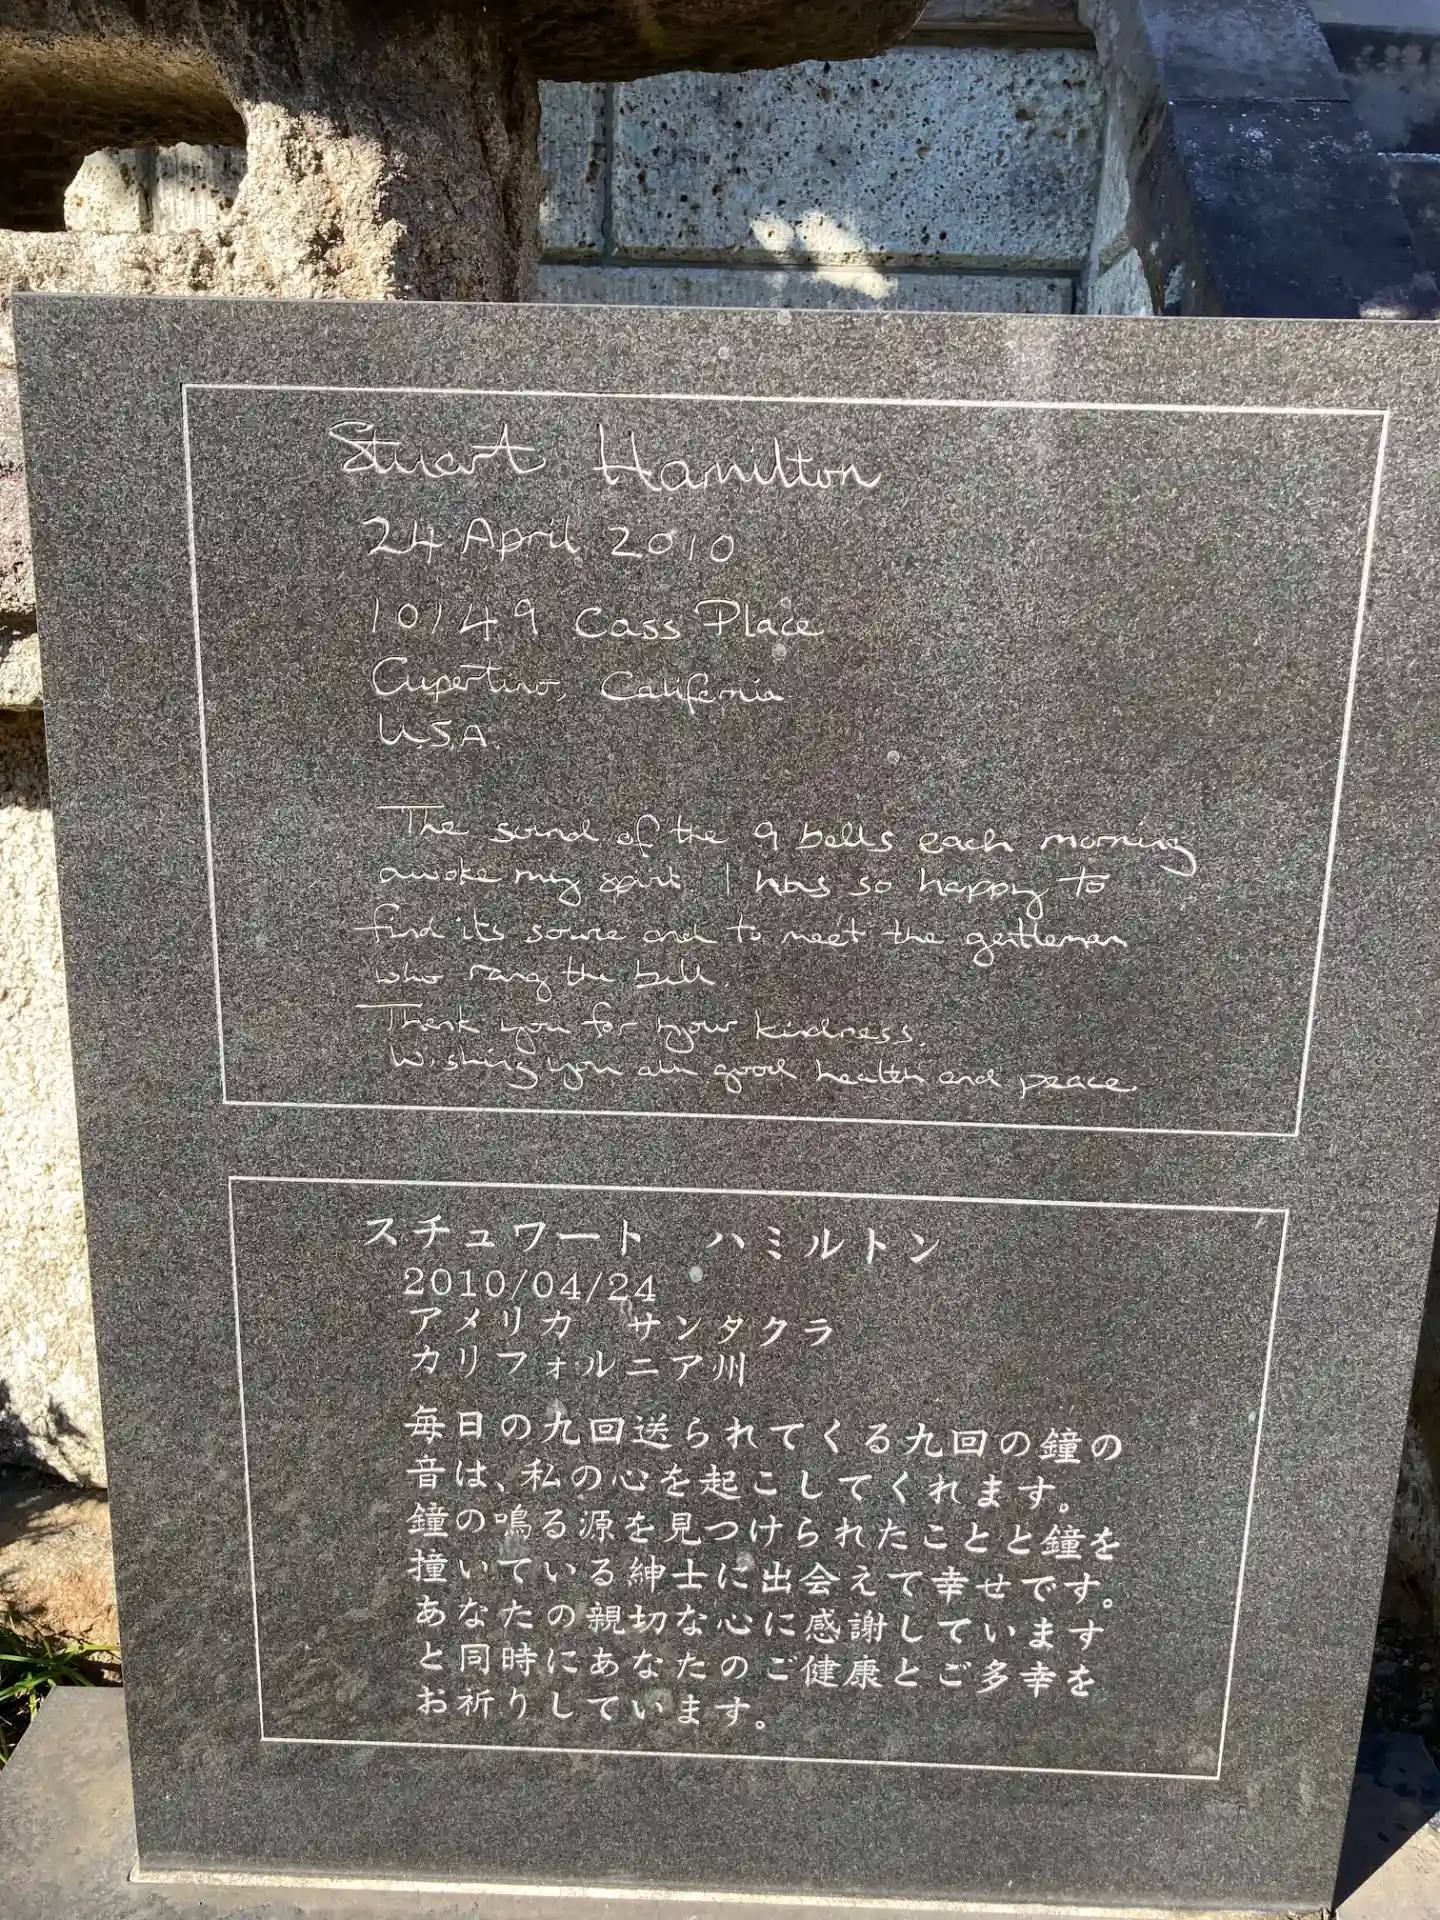 Stuart Hamilton
24 April 2010
10149 Cass Place
Cupertino, California
U.S.A.
The sound of the 9 bells each morning
awoke my spirit. I was so happy to
find its source and to meet the gentleman
who rang the bell.
Thank you for your kindness.
Wishing you all good health and peace.
スチュワート ハミルトン
2010/04/24
アメリカ サンタクラ
カリフォルニア州
毎日の九回送られてくる九回の鐘の
音は、私の心を起こしてくれます。
鐘の鳴る源を見つけられたことと鐘を
撞いている紳士に出会えて幸せです。
あなたの親切な心に感謝しています
と同時にあなたのご健康とご多幸を
お祈りしています。